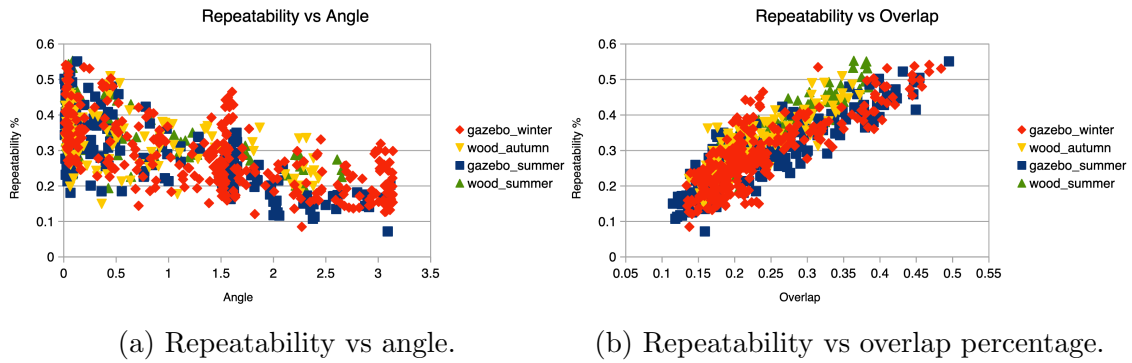 Repeatability vs Angle
0.6
0.5
0.4
0.3
0.2
0.1
0
Repeatability %
0 0.5 1 1.5 2 2.5 3 3.5
Angle
gazebo_winter
wood_autumn
gazebo_summer
wood_summer
(a) Repeatability vs angle.
Repeatability vs Overlap
0.6
0.5
0.4
0.3
0.2
0.1
0
Repeatability %
0.05 0.1 0.15 0.2 0.25 0.3 0.35 0.4 0.45 0.5 0.55
Overlap
gazebo_winter
wood_autumn
gazebo_summer
wood_summer
(b) Repeatability vs overlap percentage.